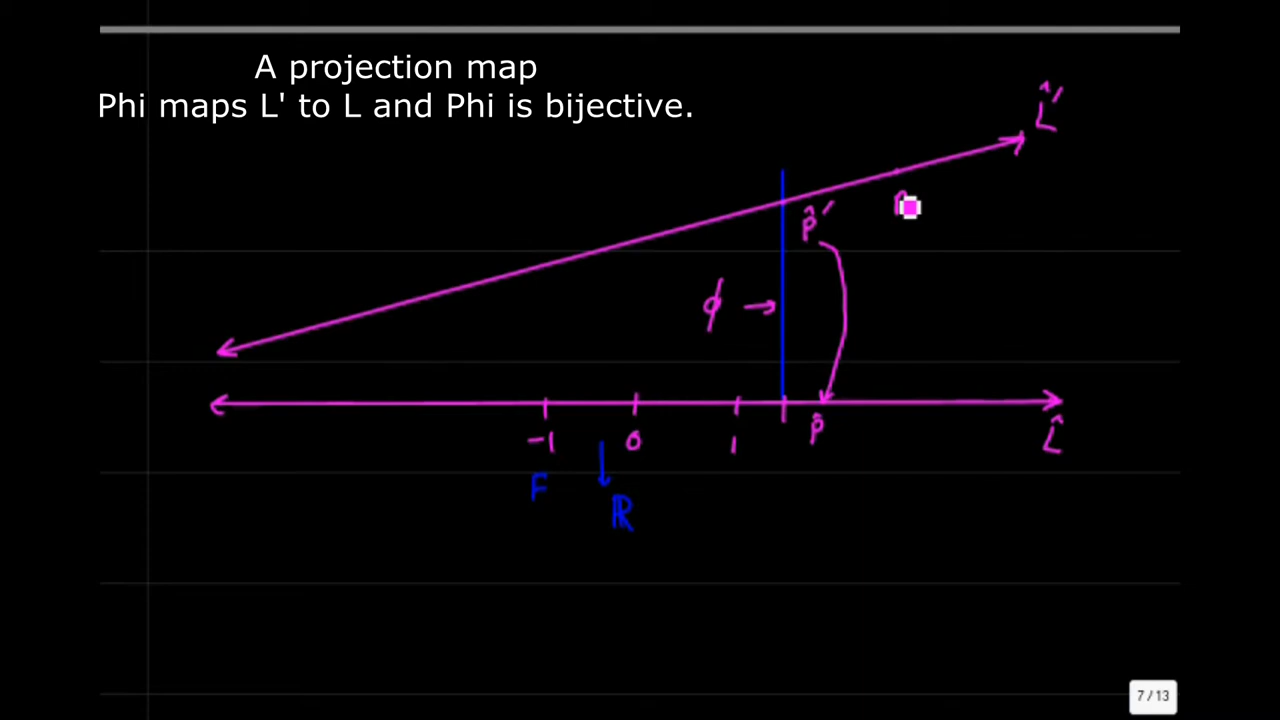 A projection map
Phi maps L' to L and Phi is bijective.
L̂'
p̂'
ϕ →
-1 0 1 p̂ L̂
F
ℝ
7 / 13